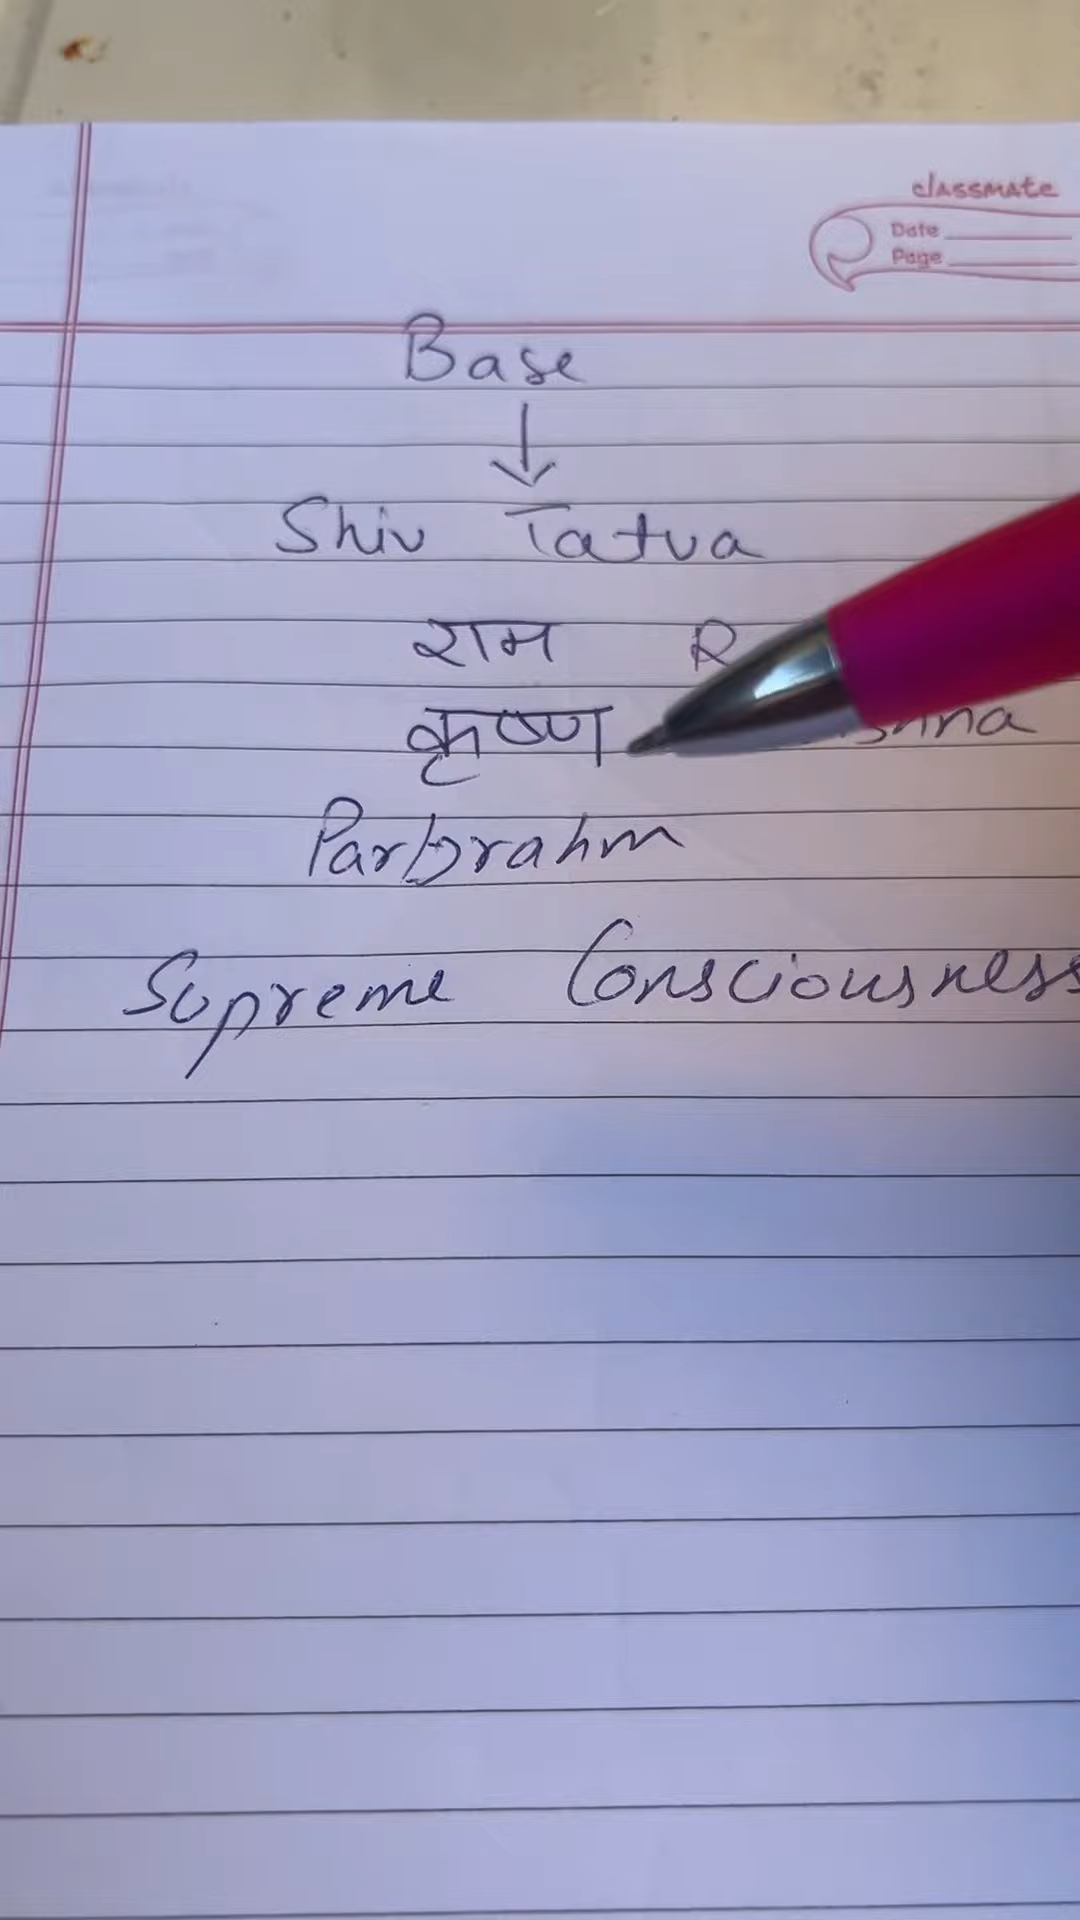 classmate
Date
Page
Base
Shiv Tatva
राम R
कृष्ण
Parbrahm
Supreme Consciousness